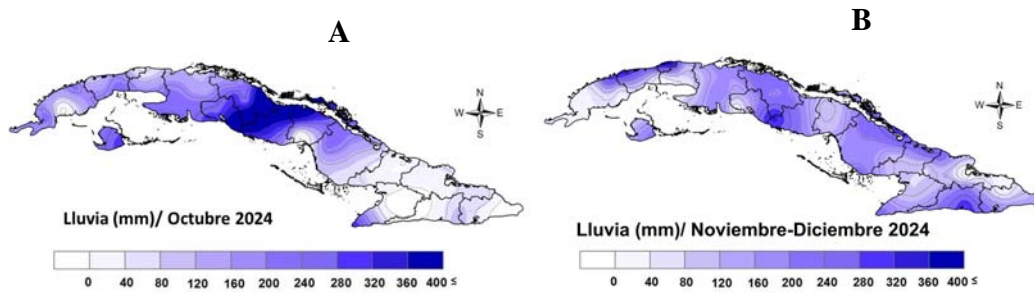 A
B
N
W E
S
N
W E
S
Lluvia (mm)/ Octubre 2024
0 40 80 120 160 200 240 280 320 360 400 ≤
Lluvia (mm)/ Noviembre-Diciembre 2024
0 40 80 120 160 200 240 280 320 360 400 ≤